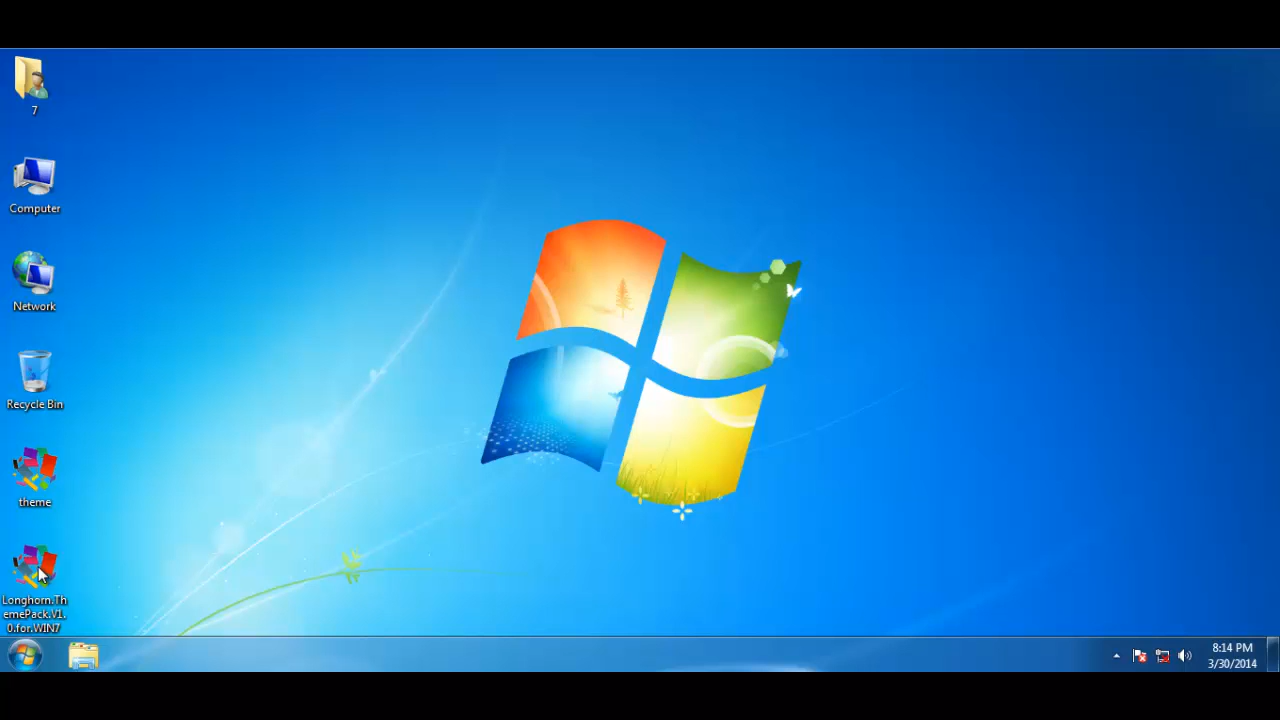 7
Computer
Network
Recycle Bin
theme
Longhorn.Th
emePack.V1.
0.for.WIN7
8:14 PM
3/30/2014